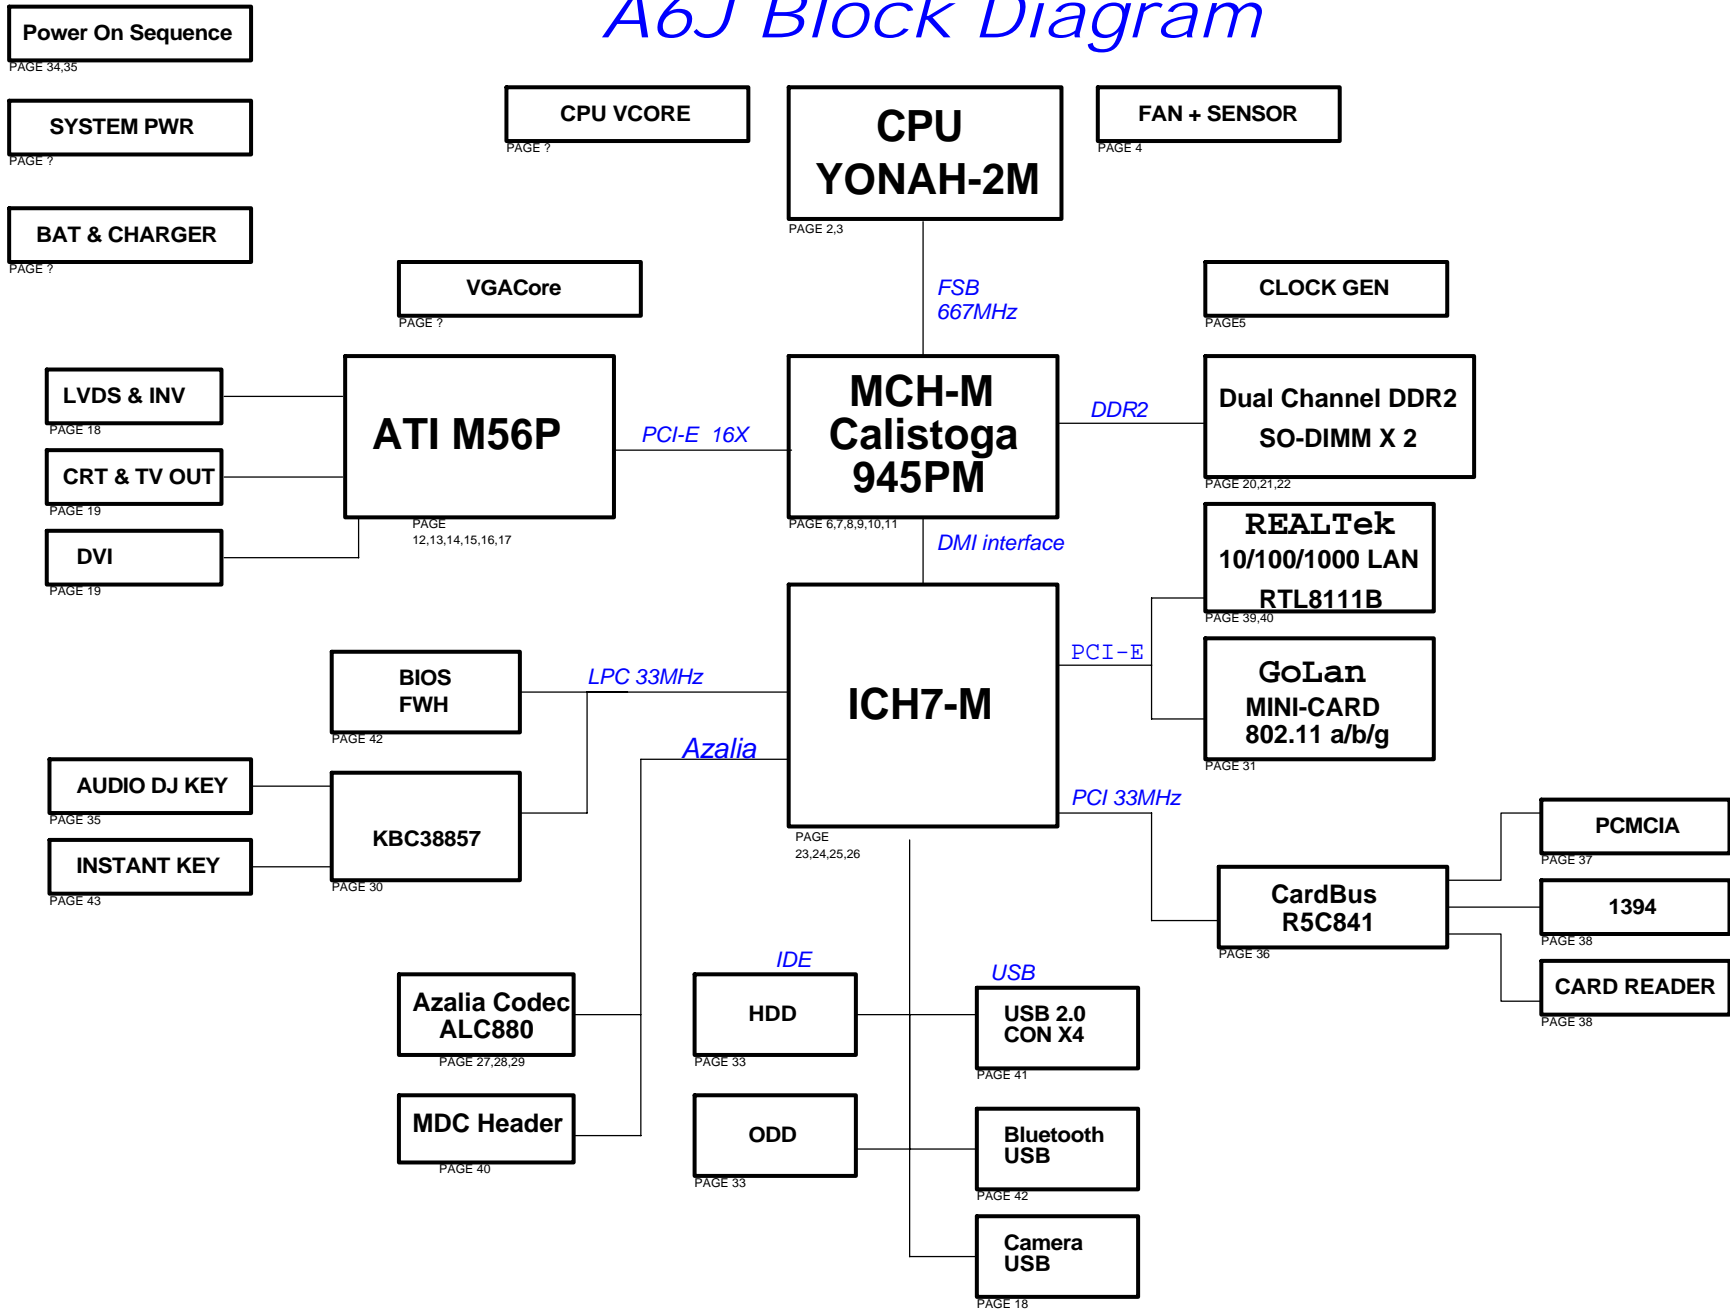 A6J Block Diagram
Power On Sequence
PAGE 34,35
SYSTEM PWR
PAGE ?
BAT & CHARGER
PAGE ?
CPU VCORE
PAGE ?
CPU
YONAH-2M
PAGE 2,3
FAN + SENSOR
PAGE 4
VGACore
PAGE ?
FSB
667MHz
CLOCK GEN
PAGE5
LVDS & INV
PAGE 18
CRT & TV OUT
PAGE 19
DVI
PAGE 19
ATI M56P
PAGE
12,13,14,15,16,17
PCI-E 16X
MCH-M
Calistoga
945PM
PAGE 6,7,8,9,10,11
DDR2
Dual Channel DDR2
SO-DIMM X 2
PAGE 20,21,22
DMI interface
REALTek
10/100/1000 LAN
RTL8111B
PAGE 39,40
PCI-E
GoLan
MINI-CARD
802.11 a/b/g
PAGE 31
BIOS
FWH
PAGE 42
LPC 33MHz
ICH7-M
PAGE
23,24,25,26
Azalia
AUDIO DJ KEY
PAGE 35
INSTANT KEY
PAGE 43
KBC38857
PAGE 30
PCI 33MHz
CardBus
R5C841
PAGE 36
PCMCIA
PAGE 37
1394
PAGE 38
CARD READER
PAGE 38
Azalia Codec
ALC880
PAGE 27,28,29
MDC Header
PAGE 40
IDE
HDD
PAGE 33
ODD
PAGE 33
USB
USB 2.0
CON X4
PAGE 41
Bluetooth
USB
PAGE 42
Camera
USB
PAGE 18